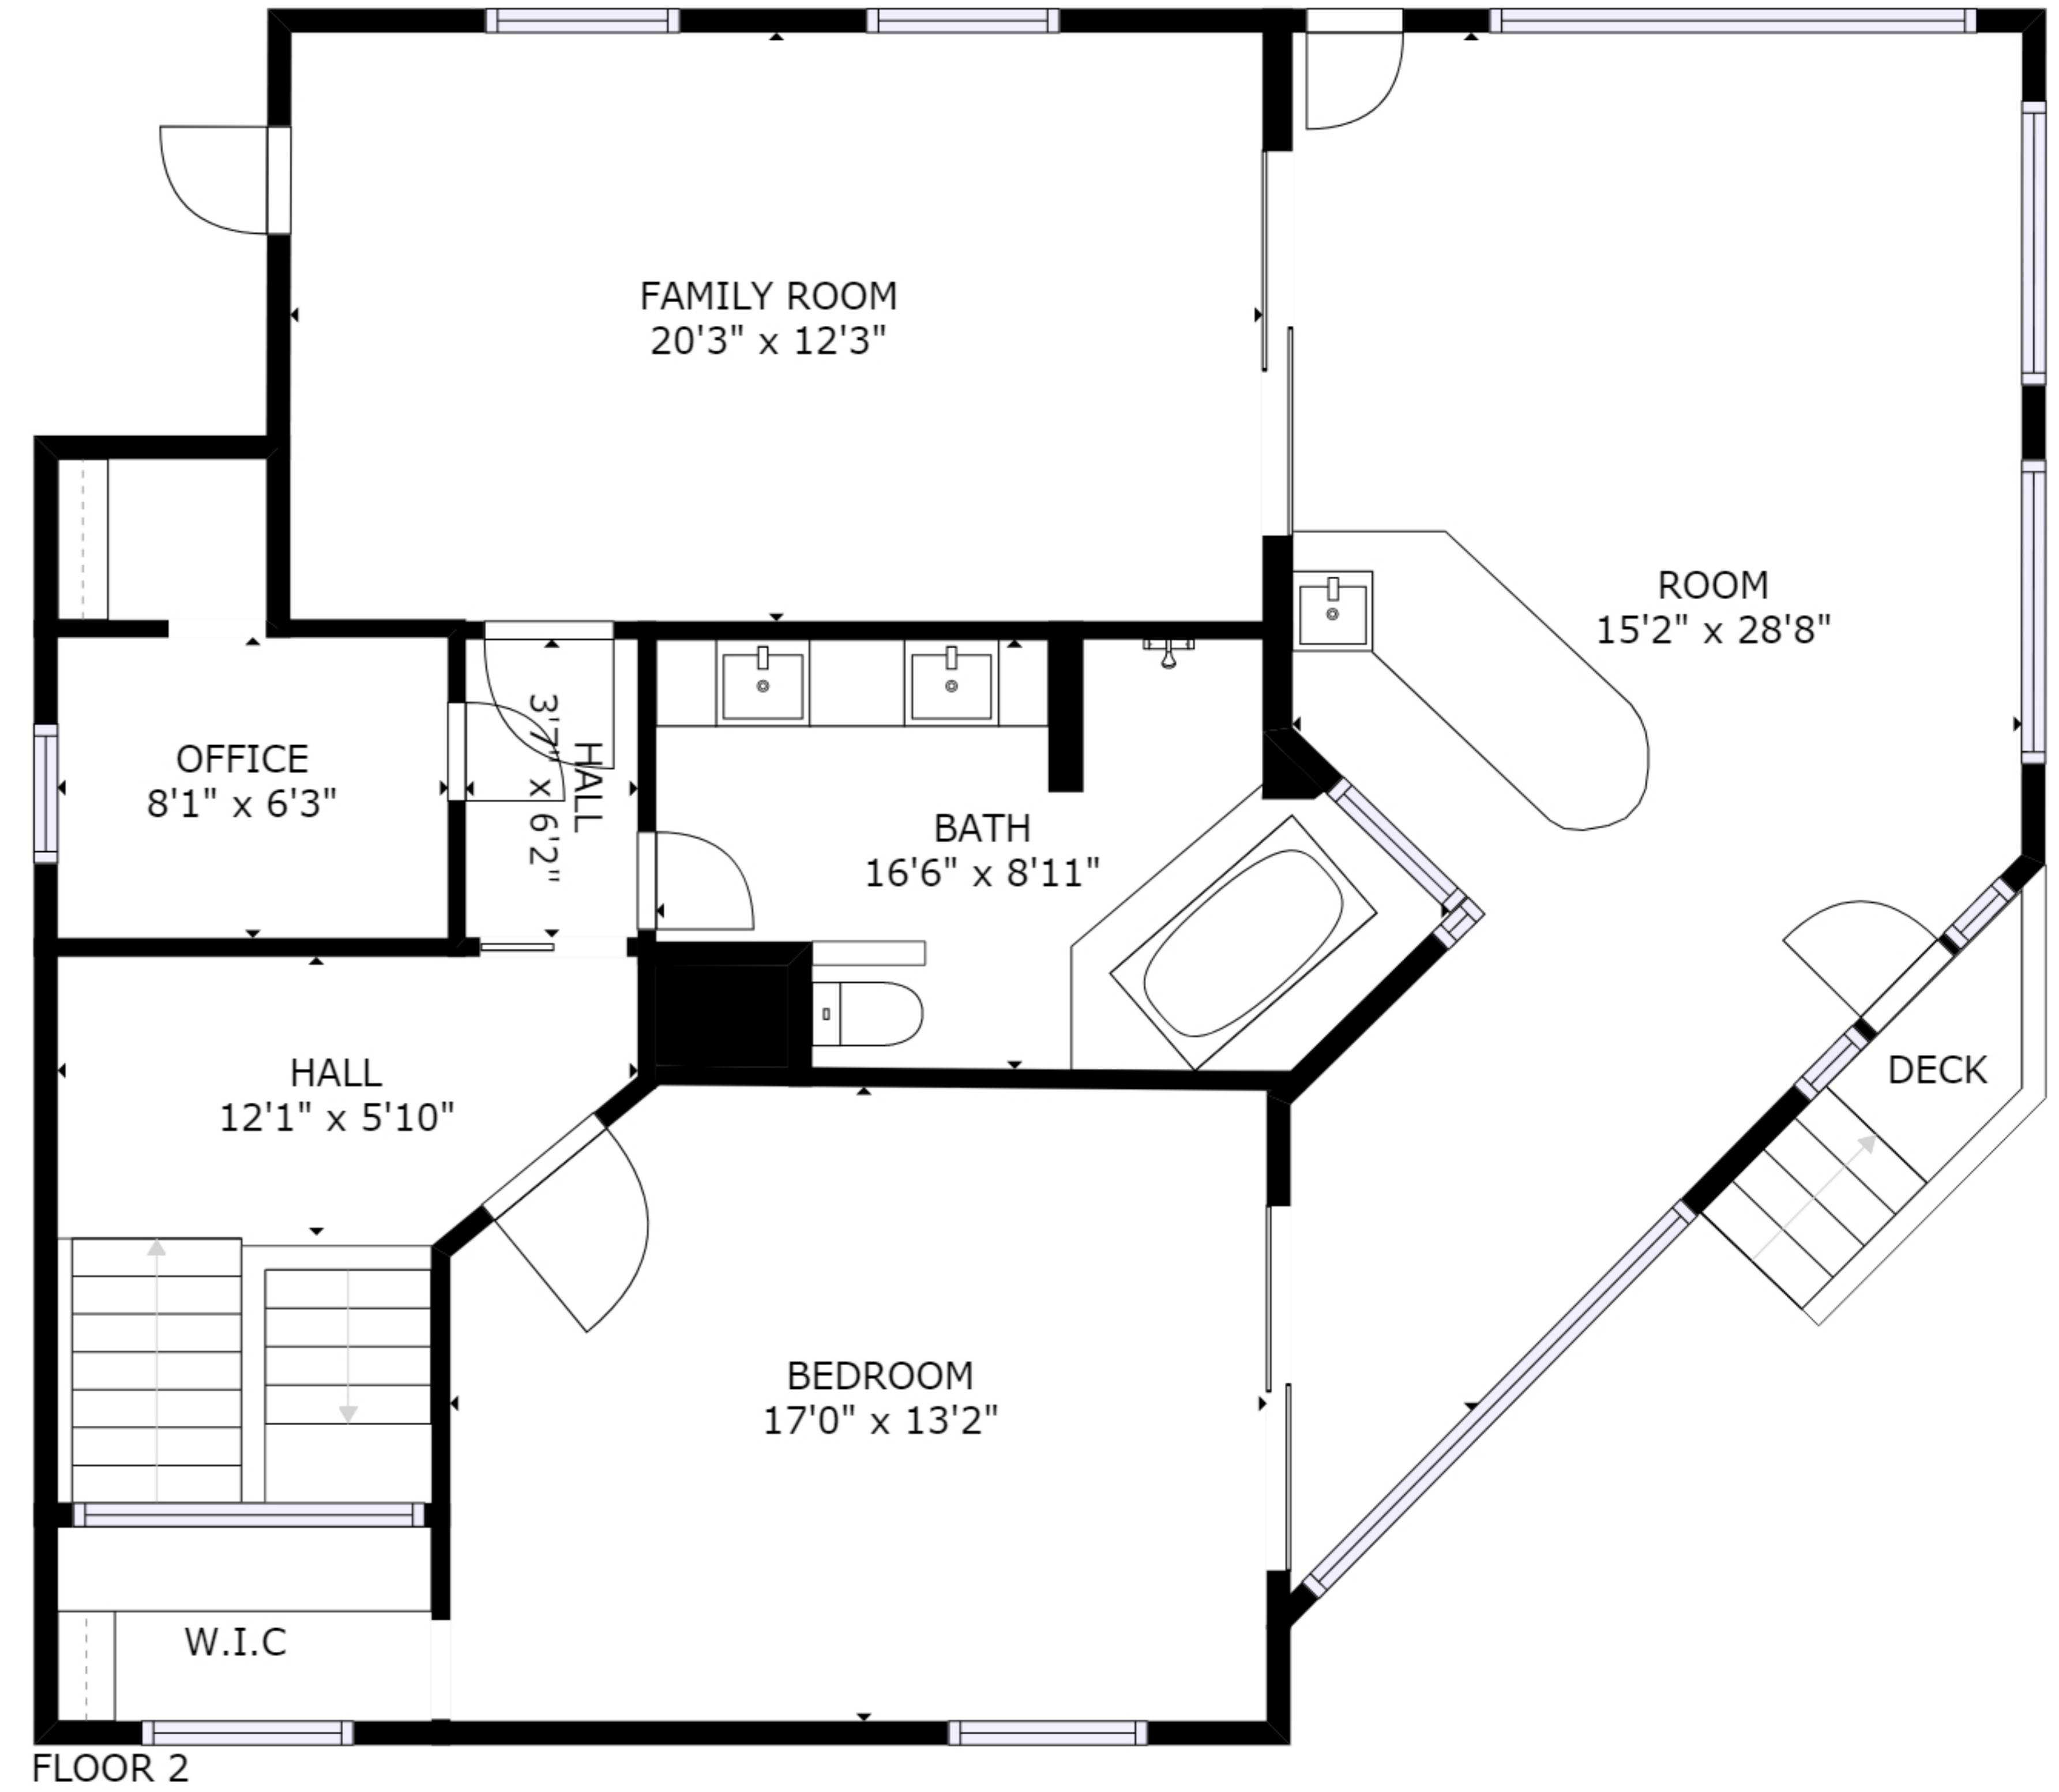 FAMILY ROOM
20'3" x 12'3"
ROOM
15'2" x 28'8"
OFFICE
8'1" x 6'3"
HALL
3'7" x 6'2"
BATH
16'6" x 8'11"
HALL
12'1" x 5'10"
DECK
BEDROOM
17'0" x 13'2"
W.I.C
FLOOR 2